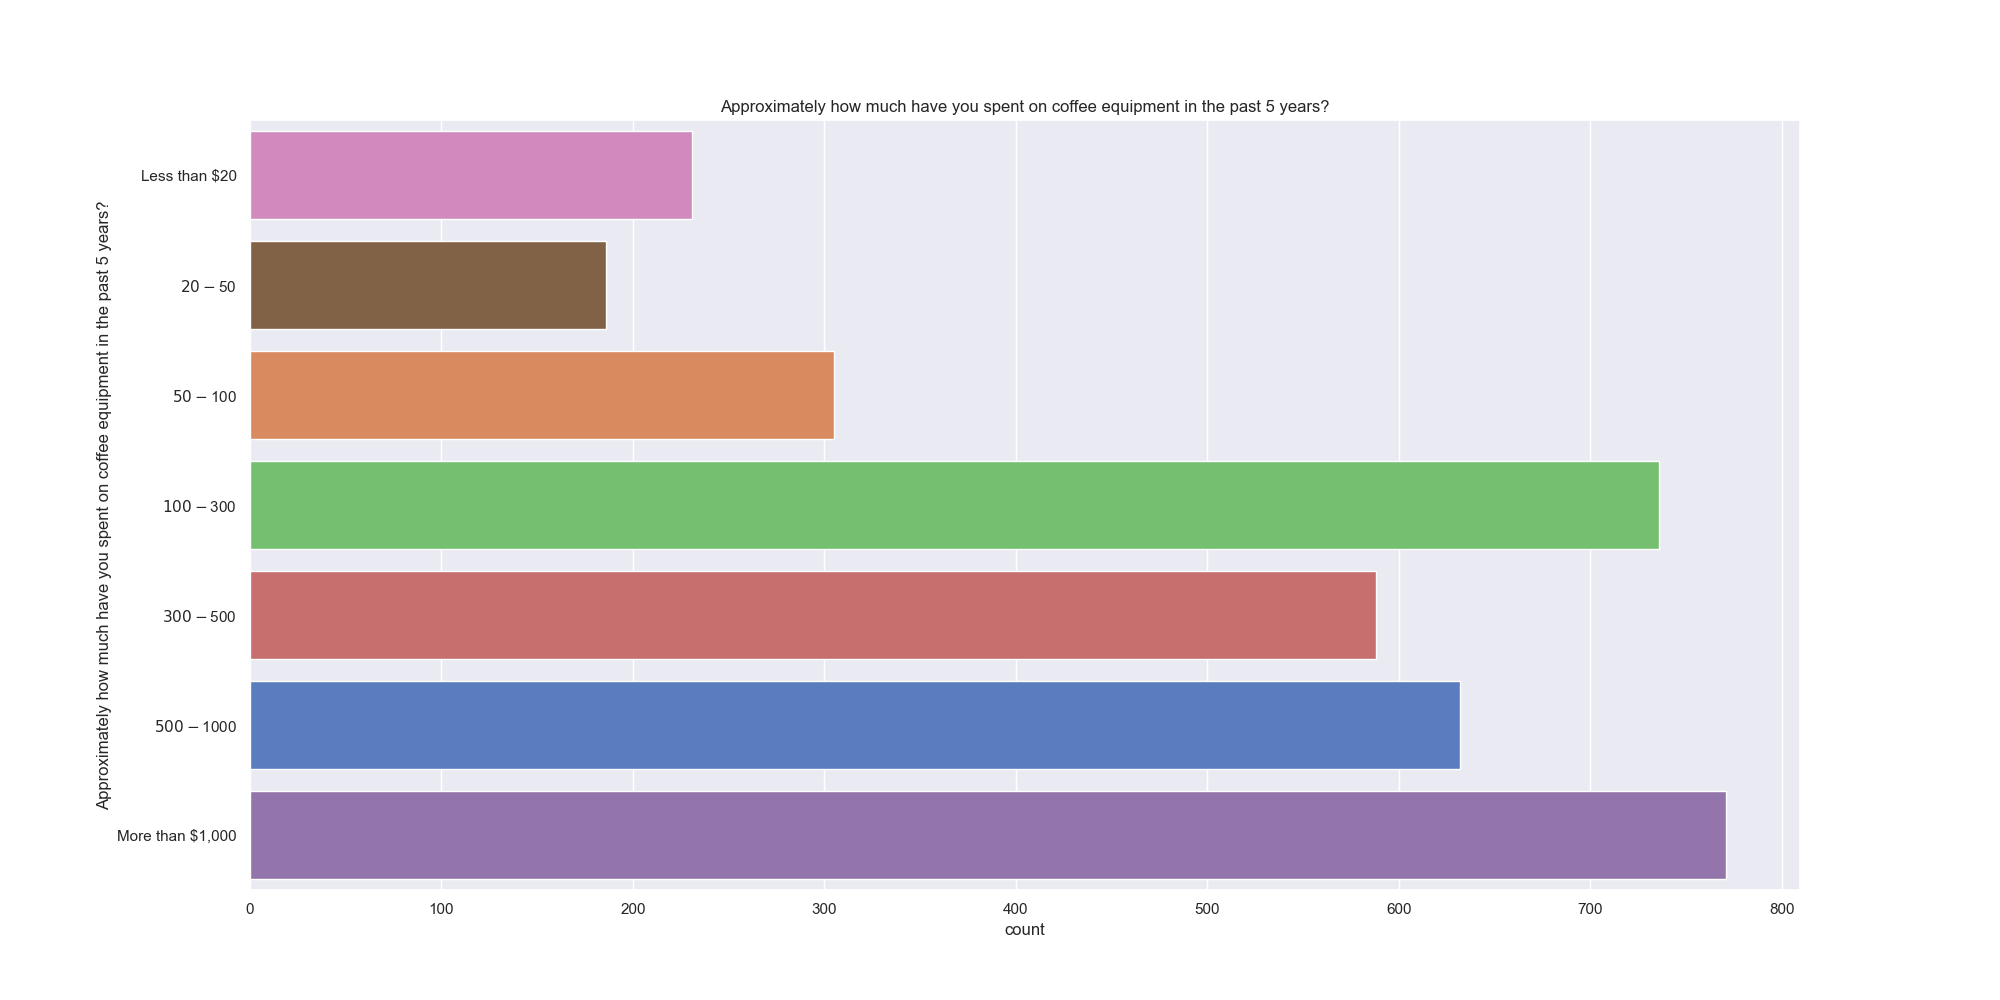 Approximately how much have you spent on coffee equipment in the past 5 years?
Approximately how much have you spent on coffee equipment in the past 5 years?
Less than $20
20 − 50
50 − 100
100 − 300
300 − 500
500 − 1000
More than $1,000
0 100 200 300 400 500 600 700 800
count